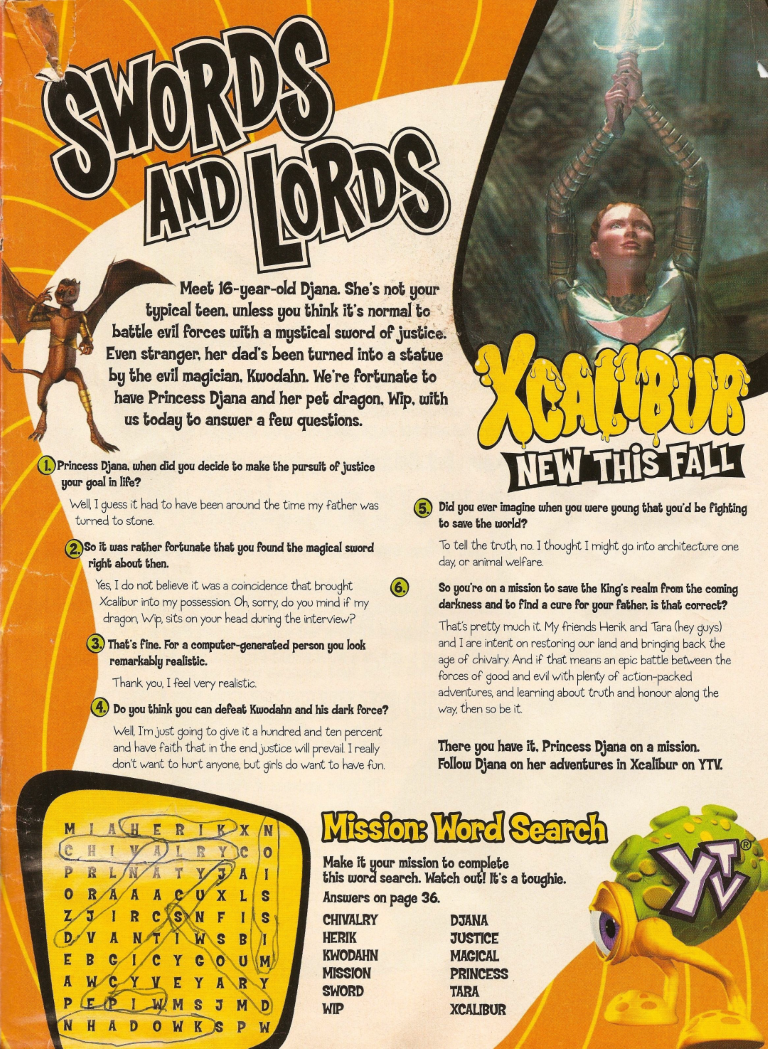 SWORDS
AND LORDS
Meet 16-year-old Djana. She's not your
typical teen, unless you think it's normal to
battle evil forces with a mystical sword of justice.
Even stranger, her dad's been turned into a statue
by the evil magician, Kwodahn. We're fortunate to
have Princess Djana and her pet dragon, Wip, with
us today to answer a few questions.
XCALIBUR
NEW THIS FALL
1. Princess Djana, when did you decide to make the pursuit of justice
your goal in life?
Well, I guess it had to have been around the time my father was
turned to stone.
2. So it was rather fortunate that you found the magical sword
right about then.
Yes, I do not believe it was a coincidence that brought
Xcalibur into my possession. Oh, sorry, do you mind if my
dragon, Wip, sits on your head during the interview?
3. That's fine. For a computer-generated person you look
remarkably realistic.
Thank you, I feel very realistic.
4. Do you think you can defeat Kwodahn and his dark force?
Well, I'm just going to give it a hundred and ten percent
and have faith that in the end justice will prevail. I really
don't want to hurt anyone, but girls do want to have fun.
5. Did you ever imagine when you were young that you'd be fighting
to save the world?
To tell the truth, no. I thought I might go into architecture one
day, or animal welfare.
6. So you're on a mission to save the King's realm from the coming
darkness and to find a cure for your father, is that correct?
That's pretty much it. My friends Herik and Tara (hey guys)
and I are intent on restoring our land and bringing back the
age of chivalry. And if that means an epic battle between the
forces of good and evil with plenty of action-packed
adventures, and learning about truth and honour along the
way, then so be it.
There you have it. Princess Djana on a mission.
Follow Djana on her adventures in Xcalibur on YTV.
M I A H E R I K X N
C H I V A L R Y C O
P R L N A T Y J A I
O R A A A C U X L S
Z J I R C S N F I S
D V A N T I W S B I
E B G I C Y G O U M
A W C Y V E Y A R Y
P E P I W M S J M D
N H A D O W K S P W
Mission: Word Search
Make it your mission to complete
this word search. Watch out! It's a toughie.
Answers on page 36.
CHIVALRY
HERIK
KWODAHN
MISSION
SWORD
WIP
DJANA
JUSTICE
MAGICAL
PRINCESS
TARA
XCALIBUR
YTV®